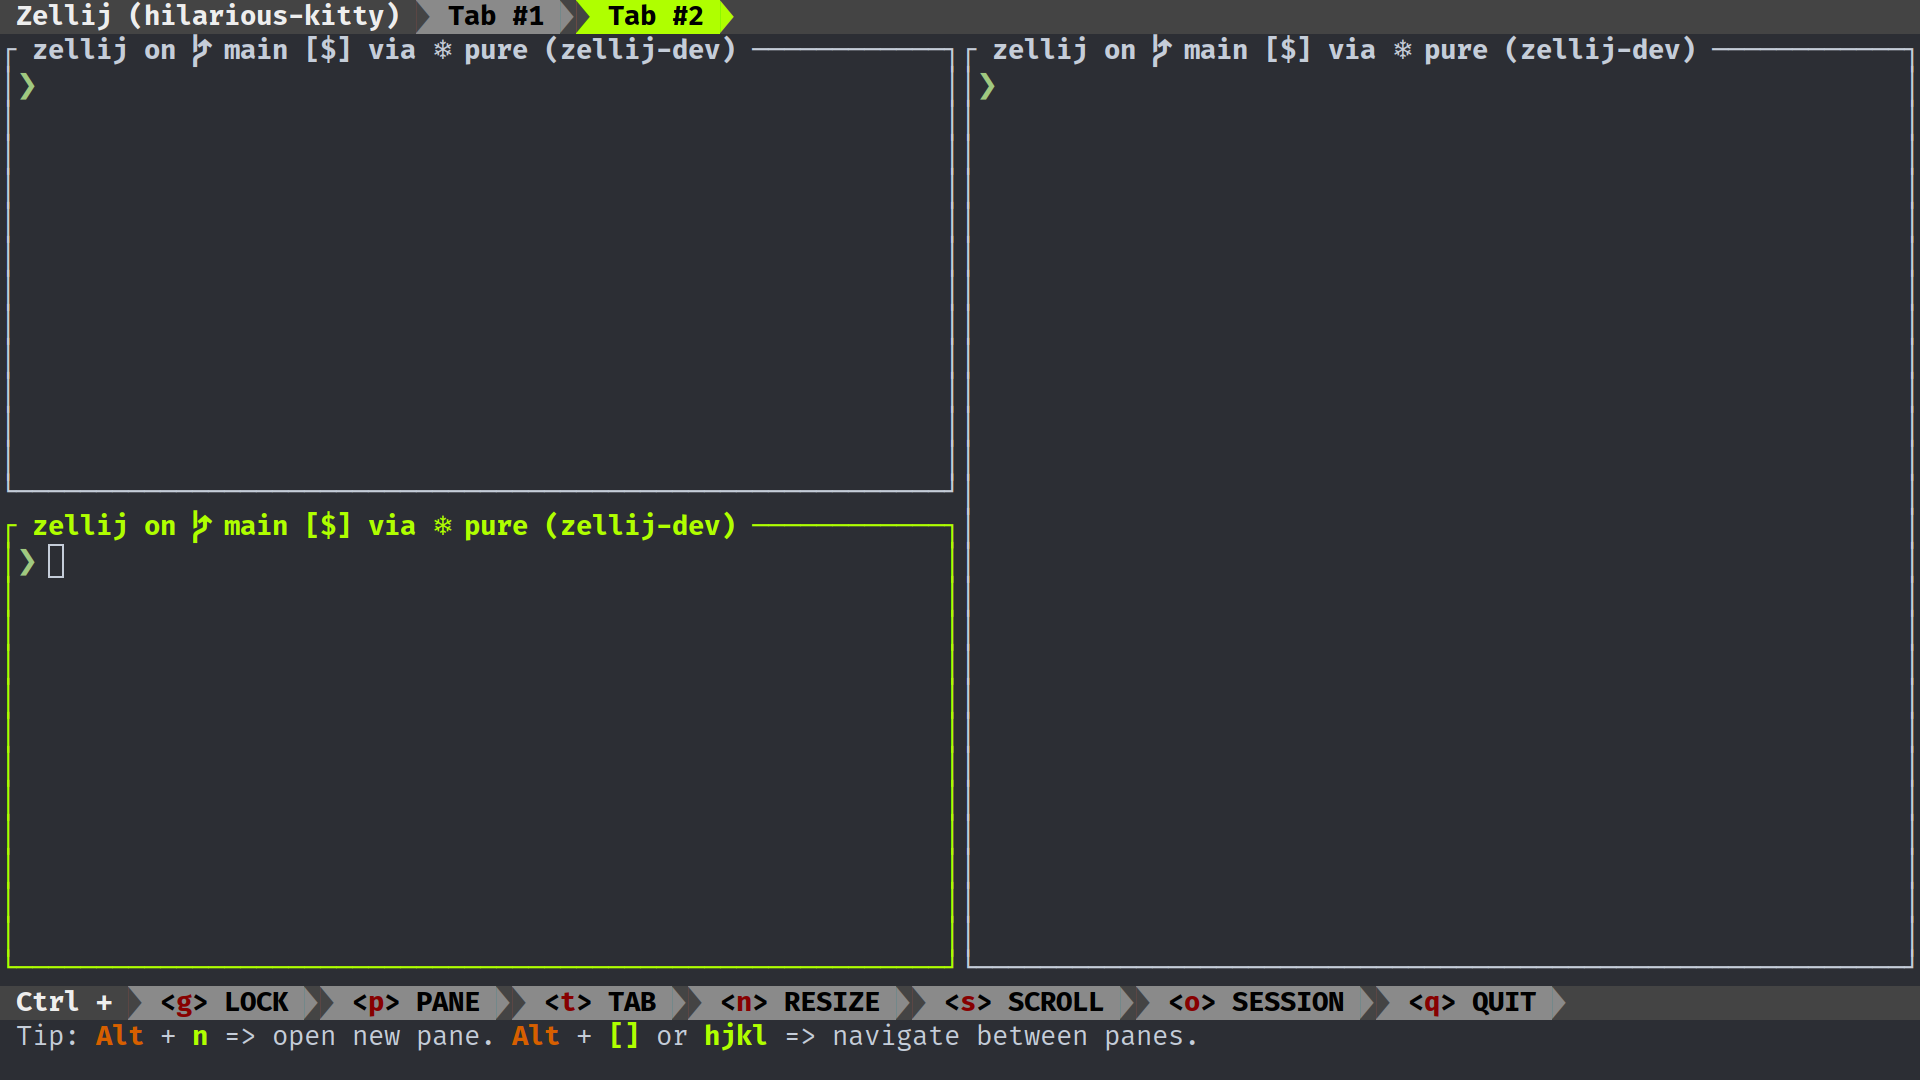 Zellij (hilarious-kitty) Tab #1 Tab #2
zellij on main [$] via ❄ pure (zellij-dev)
❯
zellij on main [$] via ❄ pure (zellij-dev)
❯
zellij on main [$] via ❄ pure (zellij-dev)
❯
Ctrl + <g> LOCK <p> PANE <t> TAB <n> RESIZE <s> SCROLL <o> SESSION <q> QUIT
Tip: Alt + n => open new pane. Alt + [] or hjkl => navigate between panes.